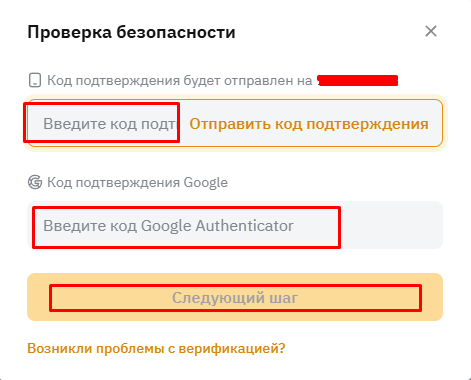 Проверка безопасности
Код подтверждения будет отправлен на
Введите код подт Отправить код подтверждения
Код подтверждения Google
Введите код Google Authenticator
Следующий шаг
Возникли проблемы с верификацией?